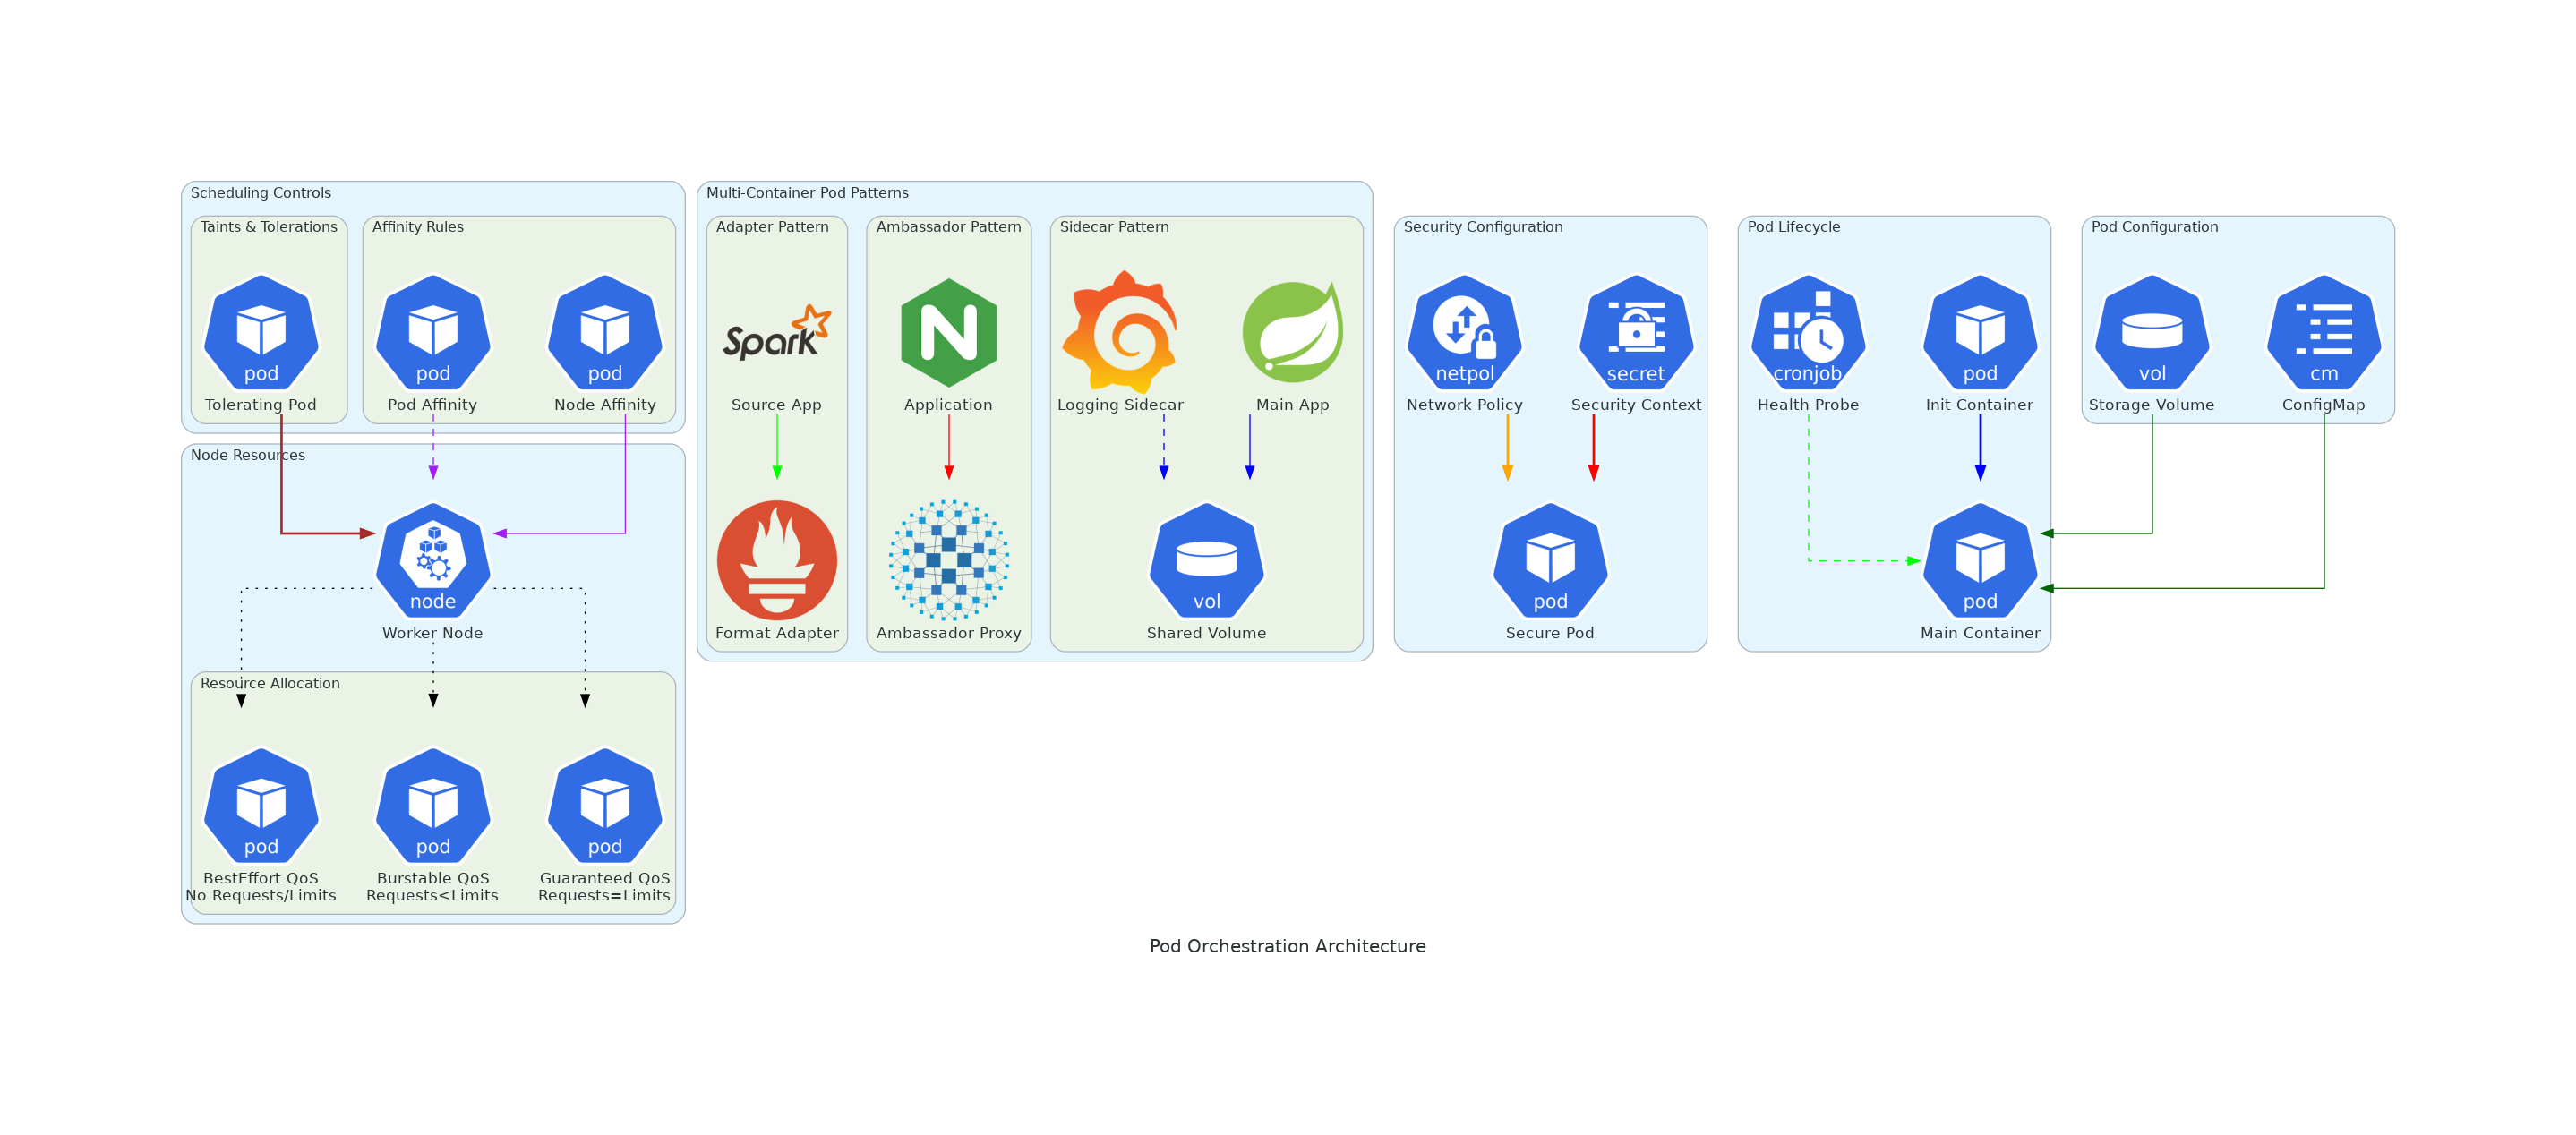 Scheduling Controls
Taints & Tolerations
Affinity Rules
pod
pod
pod
Tolerating Pod
Pod Affinity
Node Affinity
Node Resources
node
Worker Node
Resource Allocation
pod
pod
pod
BestEffort QoS
No Requests/Limits
Burstable QoS
Requests<Limits
Guaranteed QoS
Requests=Limits
Multi-Container Pod Patterns
Adapter Pattern
Spark
Source App
Format Adapter
Ambassador Pattern
N
Application
Ambassador Proxy
Sidecar Pattern
Logging Sidecar
Main App
vol
Shared Volume
Security Configuration
netpol
secret
Network Policy
Security Context
pod
Secure Pod
Pod Lifecycle
cronjob
pod
Health Probe
Init Container
pod
Main Container
Pod Configuration
vol
cm
Storage Volume
ConfigMap
Pod Orchestration Architecture